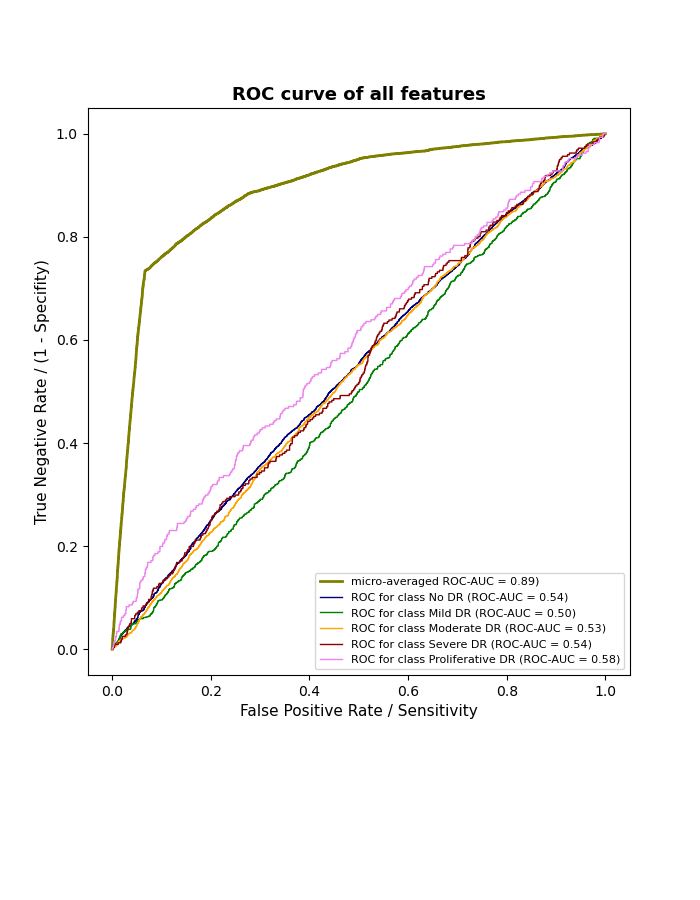 ROC curve of all features
True Negative Rate / (1 - Specifity)
1.0
0.8
0.6
0.4
0.2
0.0
micro-averaged ROC-AUC = 0.89)
ROC for class No DR (ROC-AUC = 0.54)
ROC for class Mild DR (ROC-AUC = 0.50)
ROC for class Moderate DR (ROC-AUC = 0.53)
ROC for class Severe DR (ROC-AUC = 0.54)
ROC for class Proliferative DR (ROC-AUC = 0.58)
0.0 0.2 0.4 0.6 0.8 1.0
False Positive Rate / Sensitivity